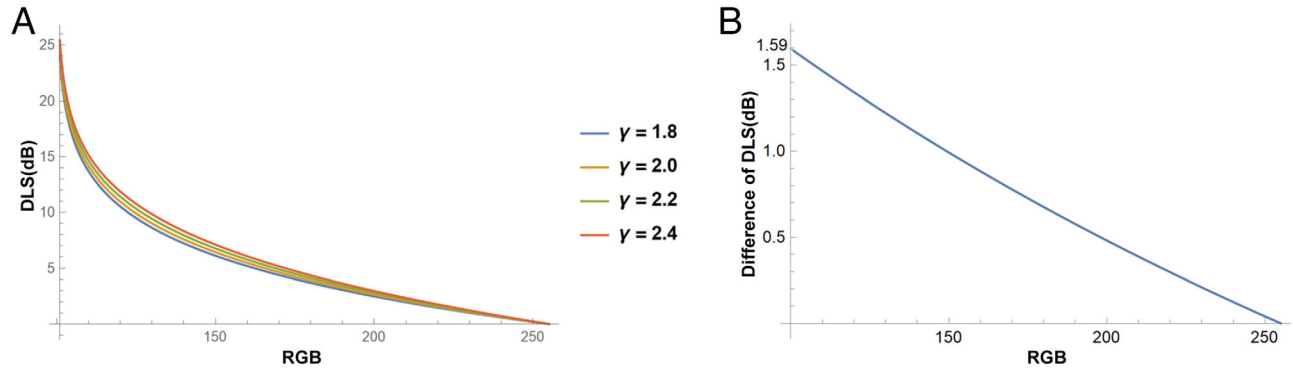 A
DLS(dB)
25
20
15
10
5
150
200
250
RGB
γ = 1.8
γ = 2.0
γ = 2.2
γ = 2.4
B
Difference of DLS(dB)
1.59
1.5
1.0
0.5
150
200
250
RGB